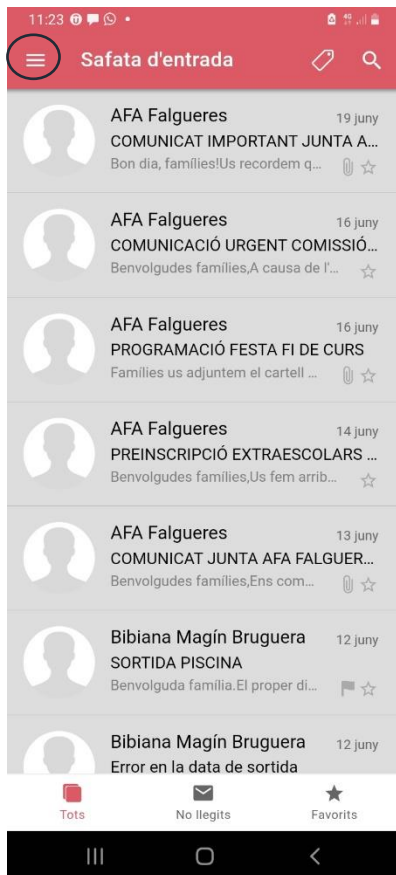 11:23
Safata d'entrada
AFA Falgueres
19 juny
COMUNICAT IMPORTANT JUNTA A...
Bon dia, famílies!Us recordem q...
AFA Falgueres
16 juny
COMUNICACIÓ URGENT COMISSIÓ...
Benvolgudes famílies,A causa de l'...
AFA Falgueres
16 juny
PROGRAMACIÓ FESTA FI DE CURS
Famílies us adjuntem el cartell ...
AFA Falgueres
14 juny
PREINSCRIPCIÓ EXTRAESCOLARS ...
Benvolgudes famílies,Us fem arrib...
AFA Falgueres
13 juny
COMUNICAT JUNTA AFA FALGUER...
Benvolgudes famílies,Ens com...
Bibiana Magín Bruguera
12 juny
SORTIDA PISCINA
Benvolguda família.El proper di...
Bibiana Magín Bruguera
12 juny
Error en la data de sortida
Tots
No llegits
Favorits